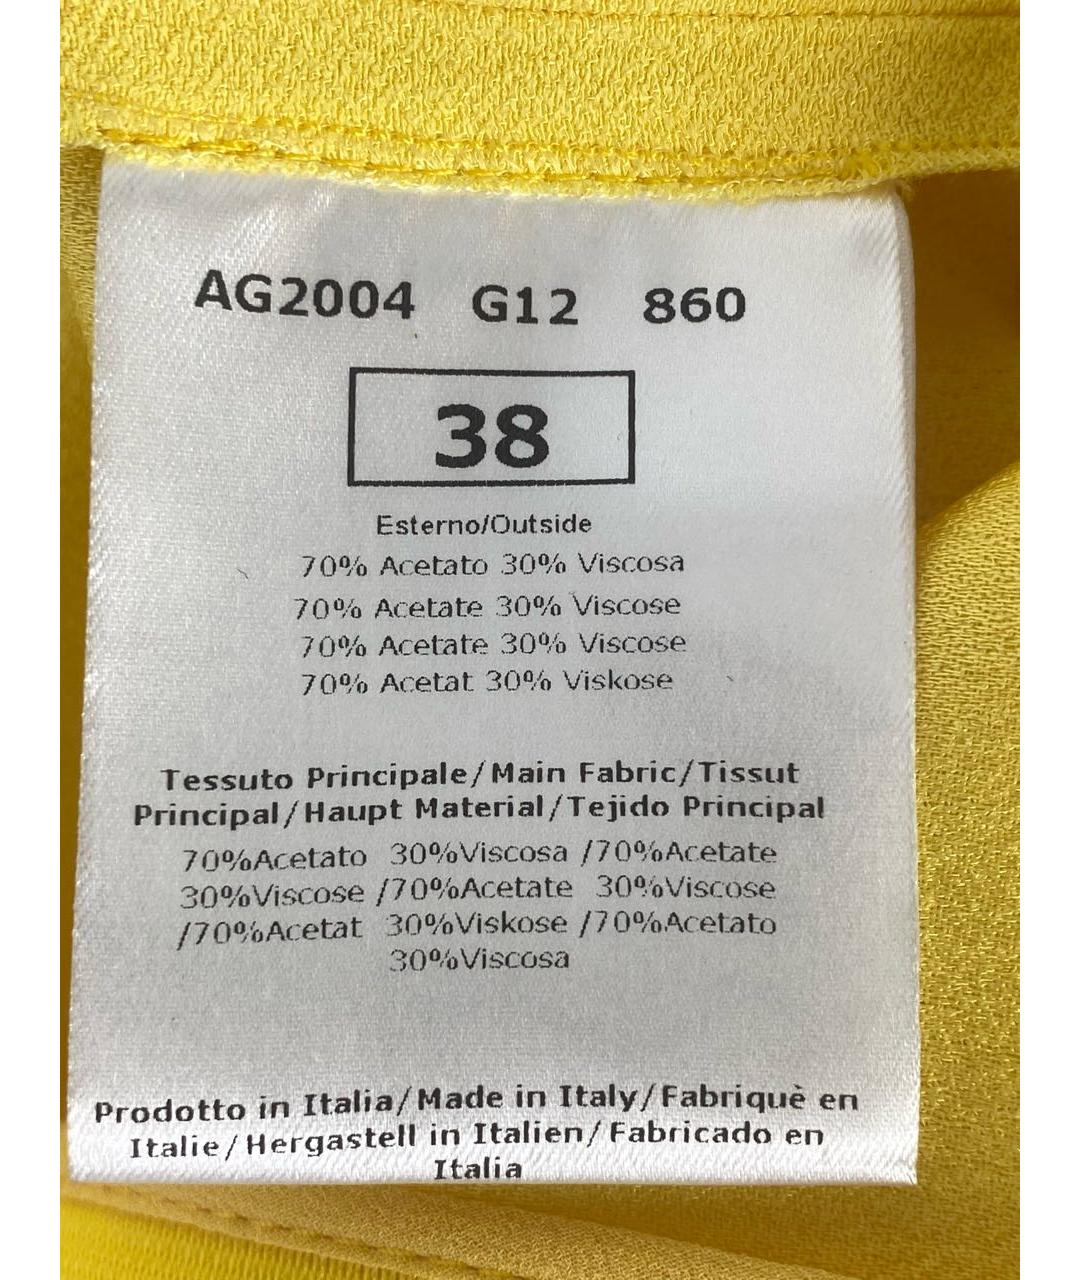 AG2004 G12 860
38
Esterno/Outside
70% Acetato 30% Viscosa
70% Acetate 30% Viscose
70% Acetate 30% Viscose
70% Acetat 30% Viskose
Tessuto Principale/Main Fabric/Tissut
Principal/Haupt Material/Tejido Principal
70%Acetato 30%Viscosa /70%Acetate
30%Viscose /70%Acetate 30%Viscose
/70%Acetat 30%Viskose /70%Acetato
30%Viscosa
Prodotto in Italia/Made in Italy/Fabriquè en
Italie/Hergastell in Italien/Fabricado en
Italia